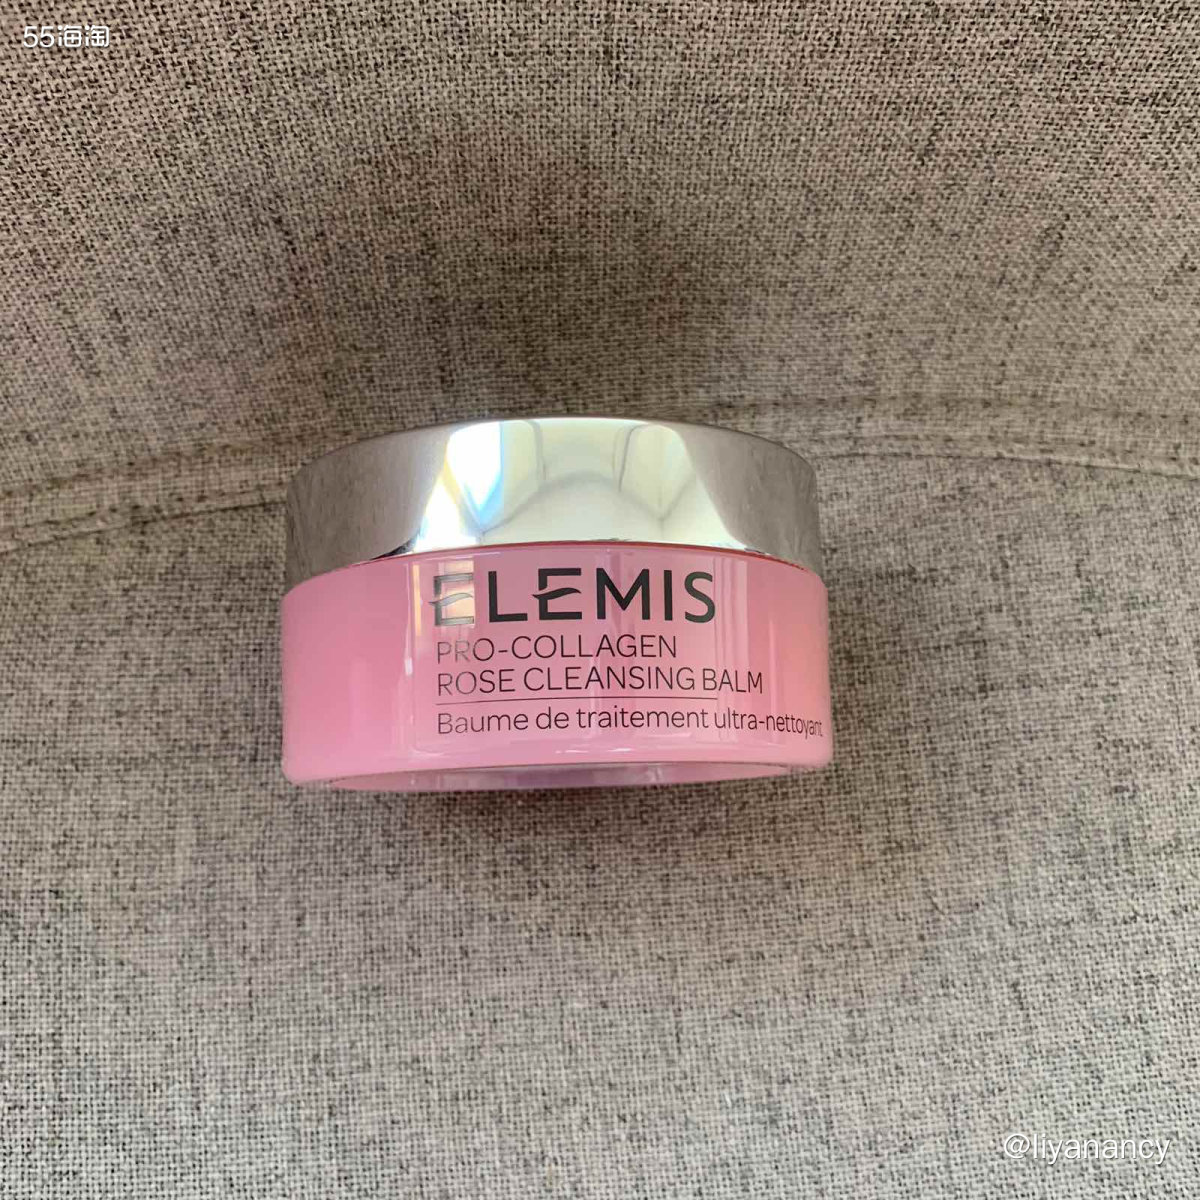 55海淘
ELEMIS
PRO-COLLAGEN
ROSE CLEANSING BALM
Baume de traitement ultra-nettoyant
@liyanancy